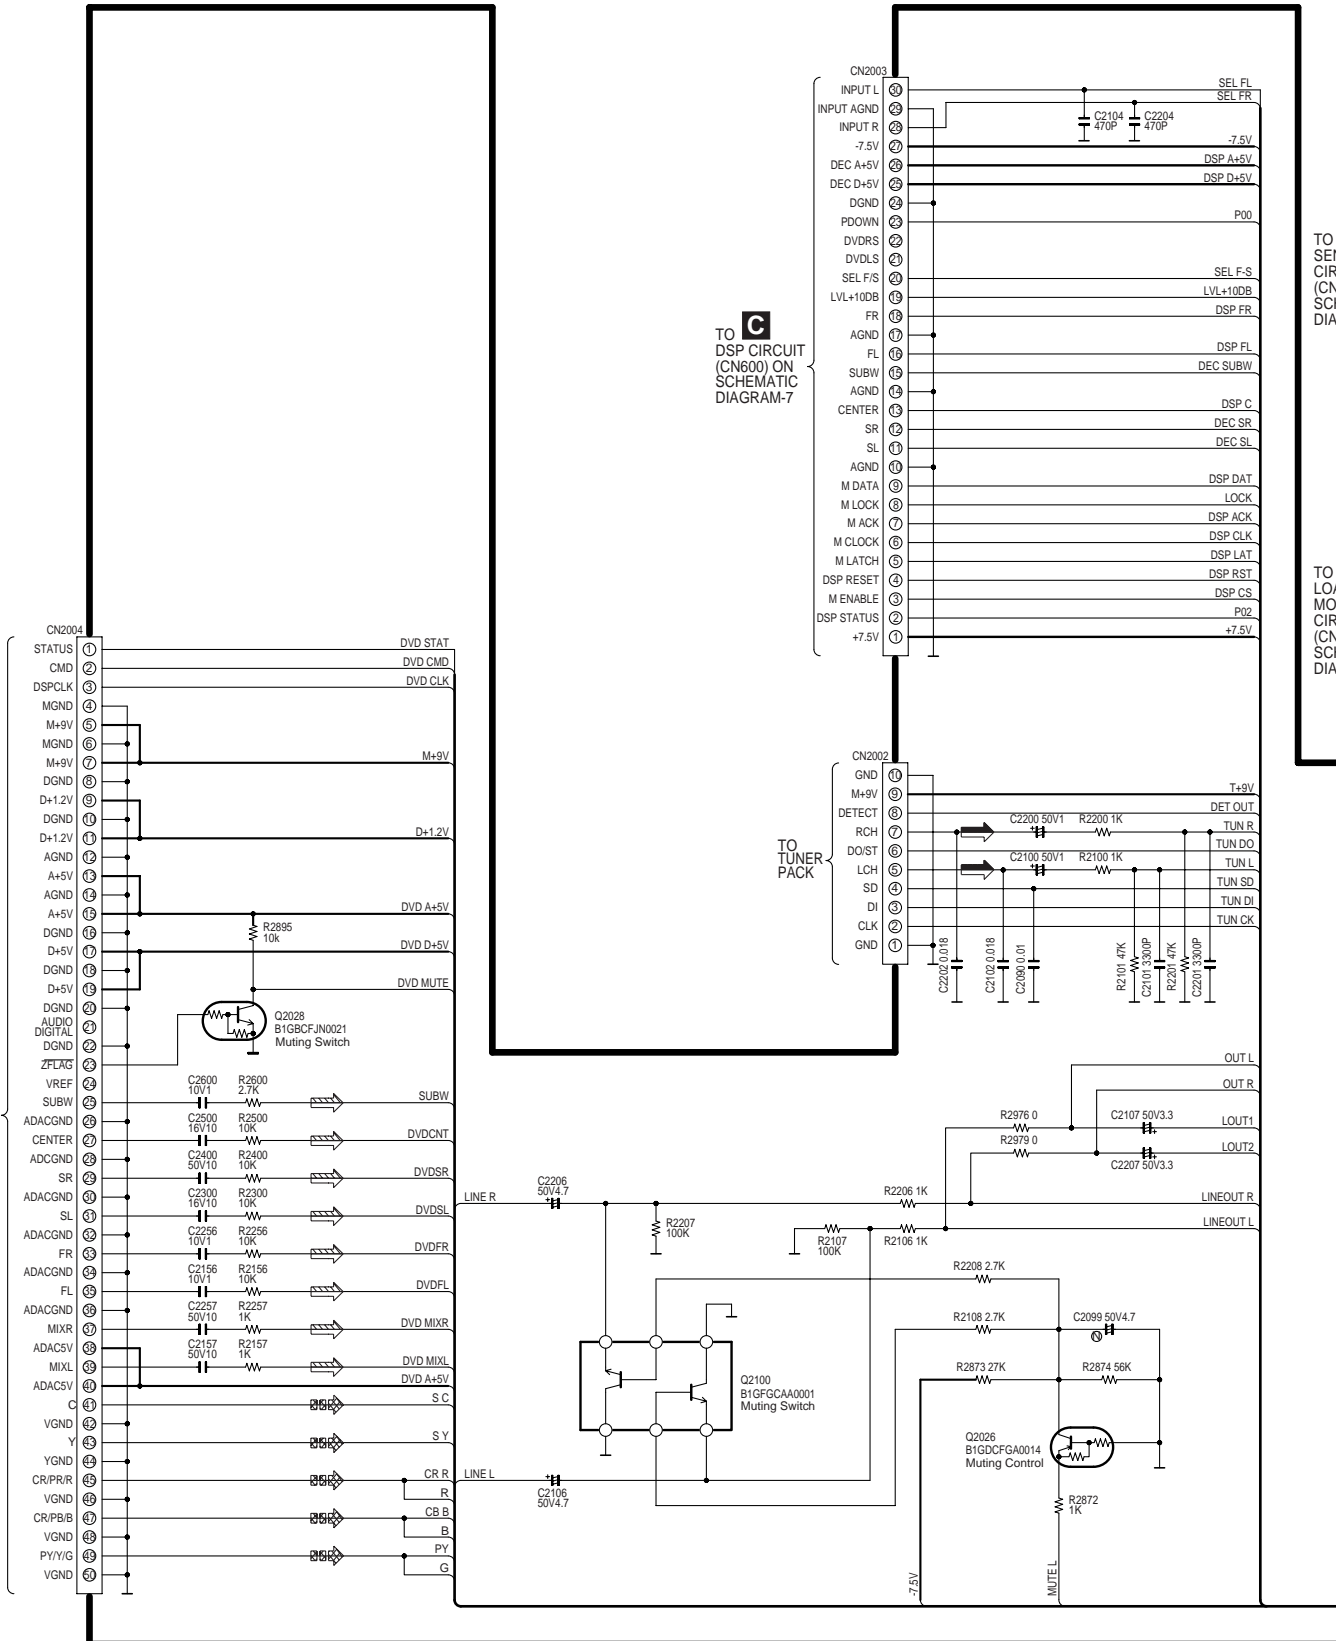 CN2003
INPUT L 30 SEL FL
SEL FR
INPUT AGND 29
C2104 470P
C2204 470P
INPUT R 28
-7.5V 27 -7.5V
DEC A+5V 26 DSP A+5V
DEC D+5V 25 DSP D+5V
DGND 24
PDOWN 23 P00
DVDRS 22
DVDLS 21
SEL F/S 20 SEL F-S
LVL+10DB 19 LVL+10DB
FR 18 DSP FR
AGND 17
FL 16 DSP FL
SUBW 15 DEC SUBW
AGND 14
CENTER 13 DSP C
SR 12 DEC SR
SL 11 DEC SL
AGND 10
M DATA 9 DSP DAT
M LOCK 8 LOCK
M ACK 7 DSP ACK
M CLOCK 6 DSP CLK
M LATCH 5 DSP LAT
DSP RESET 4 DSP RST
M ENABLE 3 DSP CS
DSP STATUS 2 P02
+7.5V 1 +7.5V
TO C
DSP CIRCUIT
(CN600) ON
SCHEMATIC
DIAGRAM-7
TO
SEN
CIR
(CN
SCH
DIA
TO
LOA
MO
CIR
(CN
SCH
DIA
CN2004
STATUS 1 DVD STAT
CMD 2 DVD CMD
DSPCLK 3 DVD CLK
MGND 4
M+9V 5
MGND 6
M+9V 7 M+9V
DGND 8
D+1.2V 9
DGND 10
D+1.2V 11 D+1.2V
AGND 12
A+5V 13
AGND 14
A+5V 15 DVD A+5V
DGND 16
R2895
10k
D+5V 17 DVD D+5V
DGND 18
D+5V 19 DVD MUTE
DGND 20
AUDIO
DIGITAL 21
DGND 22
Q2028
B1GBCFJN0021
Muting Switch
ZFLAG 23
VREF 24
C2600 10V1 R2600 2.7K
SUBW 25 SUBW
ADACGND 26
C2500 16V10 R2500 10K
CENTER 27 DVDCNT
ADCGND 28
C2400 50V10 R2400 10K
SR 29 DVDSR
ADACGND 30
C2300 16V10 R2300 10K
SL 31 DVDSL
ADACGND 32
C2256 10V1 R2256 10K
FR 33 DVDFR
ADACGND 34
C2156 10V1 R2156 10K
FL 35 DVDFL
ADACGND 36
C2257 50V10 R2257 1K
MIXR 37 DVD MIXR
ADAC5V 38
C2157 50V10 R2157 1K
MIXL 39 DVD MIXL
ADAC5V 40 DVD A+5V
C 41 S C
VGND 42
Y 43 S Y
YGND 44
CR/PR/R 45 CR R
VGND 46 R
CR/PB/B 47 CB B
VGND 48 B
PY/Y/G 49 PY
VGND 50 G
CN2002
TO
TUNER
PACK
GND 10
M+9V 9 T+9V
DETECT 8 DET OUT
RCH 7 C2200 50V1 R2200 1K TUN R
DO/ST 6 TUN DO
LCH 5 C2100 50V1 R2100 1K TUN L
SD 4 TUN SD
DI 3 TUN DI
CLK 2 TUN CK
GND 1
C2202 0.018
C2102 0.018
C2090 0.01
R2101 47K
C2101 3300P
R2201 47K
C2201 3300P
OUT L
OUT R
R2976 0 C2107 50V3.3 LOUT1
R2979 0 C2207 50V3.3 LOUT2
LINE R C2206 50V4.7 R2206 1K LINEOUT R
R2207
100K
R2107
100K
R2106 1K LINEOUT L
R2208 2.7K
R2108 2.7K C2099 50V4.7
N
R2873 27K R2874 56K
Q2100
B1GFGCAA0001
Muting Switch
Q2026
B1GDCFGA0014
Muting Control
LINE L C2106 50V4.7
R2872
1K
-7.5V
MUTE L